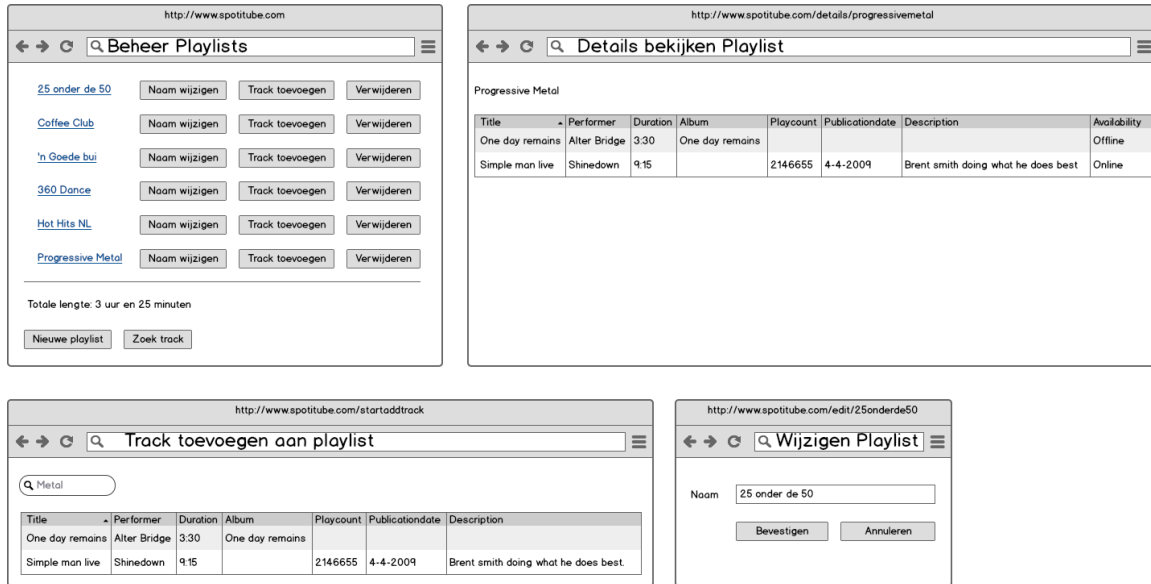 http://www.spotitube.com
Beheer Playlists
25 onder de 50 Naam wijzigen Track toevoegen Verwijderen
Coffee Club Naam wijzigen Track toevoegen Verwijderen
'n Goede bui Naam wijzigen Track toevoegen Verwijderen
360 Dance Naam wijzigen Track toevoegen Verwijderen
Hot Hits NL Naam wijzigen Track toevoegen Verwijderen
Progressive Metal Naam wijzigen Track toevoegen Verwijderen
Totale lengte: 3 uur en 25 minuten
Nieuwe playlist Zoek track
http://www.spotitube.com/details/progressivemetal
Details bekijken Playlist
Progressive Metal
Title Performer Duration Album Playcount Publicationdate Description Availability
One day remains Alter Bridge 3:30 One day remains Offline
Simple man live Shinedown 9:15 2146655 4-4-2009 Brent smith doing what he does best Online
http://www.spotitube.com/startaddtrack
Track toevoegen aan playlist
Metal
Title Performer Duration Album Playcount Publicationdate Description
One day remains Alter Bridge 3:30 One day remains
Simple man live Shinedown 9:15 2146655 4-4-2009 Brent smith doing what he does best.
http://www.spotitube.com/edit/25onderde50
Wijzigen Playlist
Naam 25 onder de 50
Bevestigen Annuleren